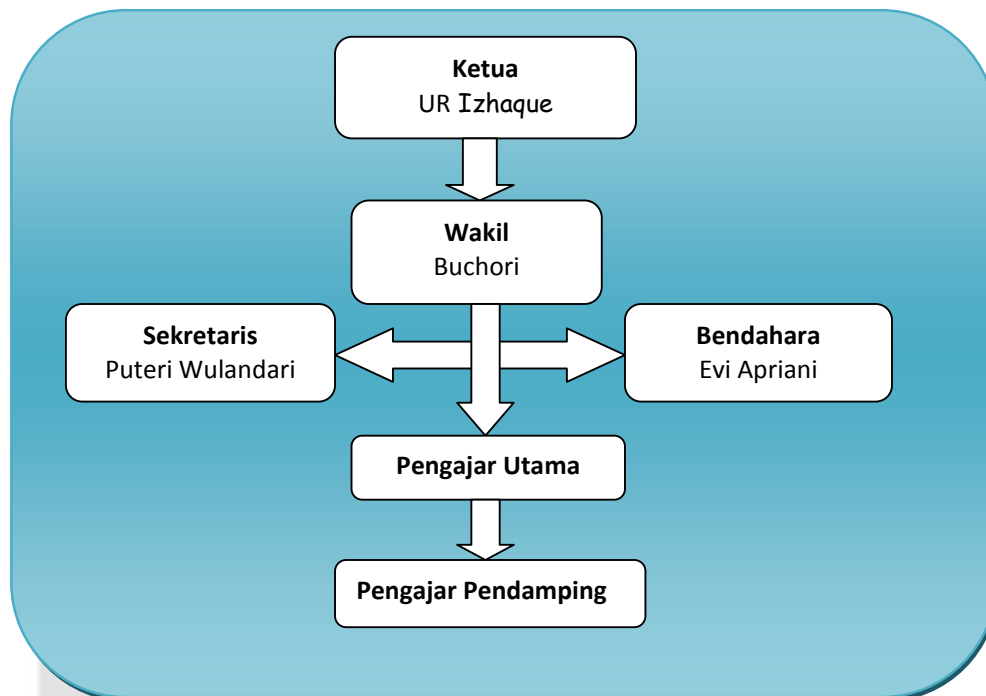 Ketua
UR Izhaque
Wakil
Buchori
Sekretaris
Puteri Wulandari
Bendahara
Evi Apriani
Pengajar Utama
Pengajar Pendamping